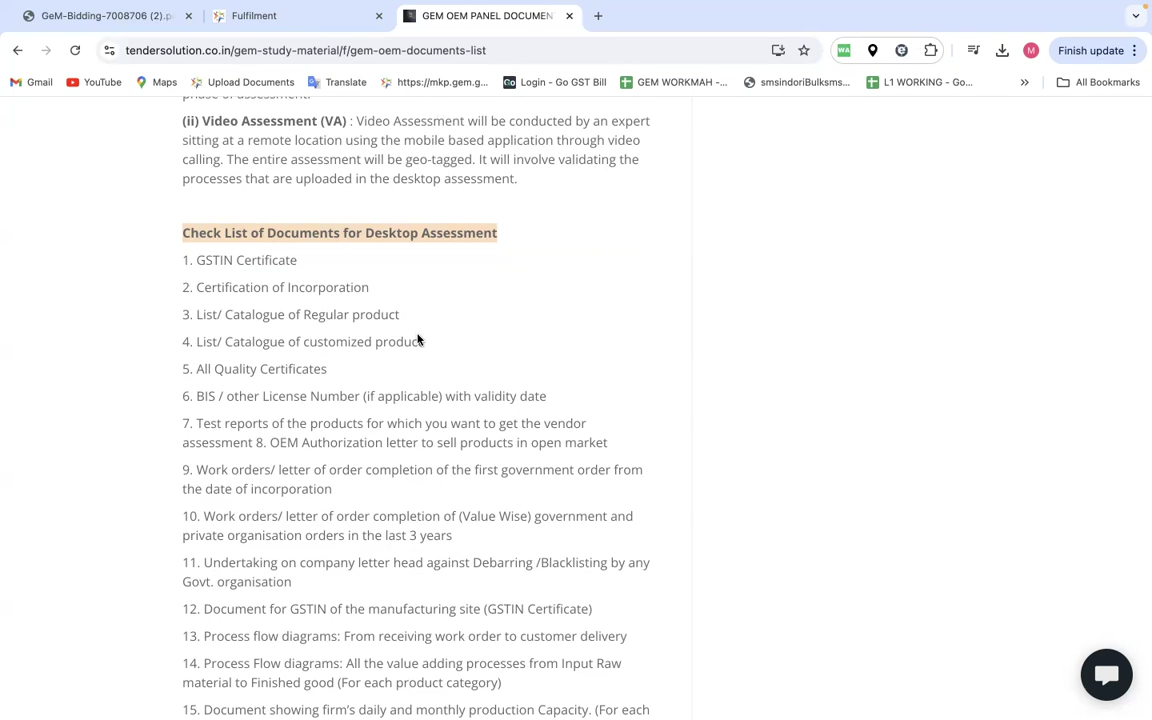 GeM-Bidding-7008706 (2).p
Fulfilment
GEM OEM PANEL DOCUMEN
tendersolution.co.in/gem-study-material/f/gem-oem-documents-list
WA
M
Finish update
Gmail
YouTube
Maps
Upload Documents
Translate
https://mkp.gem.g...
Go
Login - Go GST Bill
GEM WORKMAH -...
smsindoriBulksms...
L1 WORKING - Go...
All Bookmarks
phase of assessment.
(ii) Video Assessment (VA) : Video Assessment will be conducted by an expert
sitting at a remote location using the mobile based application through video
calling. The entire assessment will be geo-tagged. It will involve validating the
processes that are uploaded in the desktop assessment.
Check List of Documents for Desktop Assessment
1. GSTIN Certificate
2. Certification of Incorporation
3. List/ Catalogue of Regular product
4. List/ Catalogue of customized product
5. All Quality Certificates
6. BIS / other License Number (if applicable) with validity date
7. Test reports of the products for which you want to get the vendor
assessment 8. OEM Authorization letter to sell products in open market
9. Work orders/ letter of order completion of the first government order from
the date of incorporation
10. Work orders/ letter of order completion of (Value Wise) government and
private organisation orders in the last 3 years
11. Undertaking on company letter head against Debarring /Blacklisting by any
Govt. organisation
12. Document for GSTIN of the manufacturing site (GSTIN Certificate)
13. Process flow diagrams: From receiving work order to customer delivery
14. Process Flow diagrams: All the value adding processes from Input Raw
material to Finished good (For each product category)
15. Document showing firm's daily and monthly production Capacity. (For each